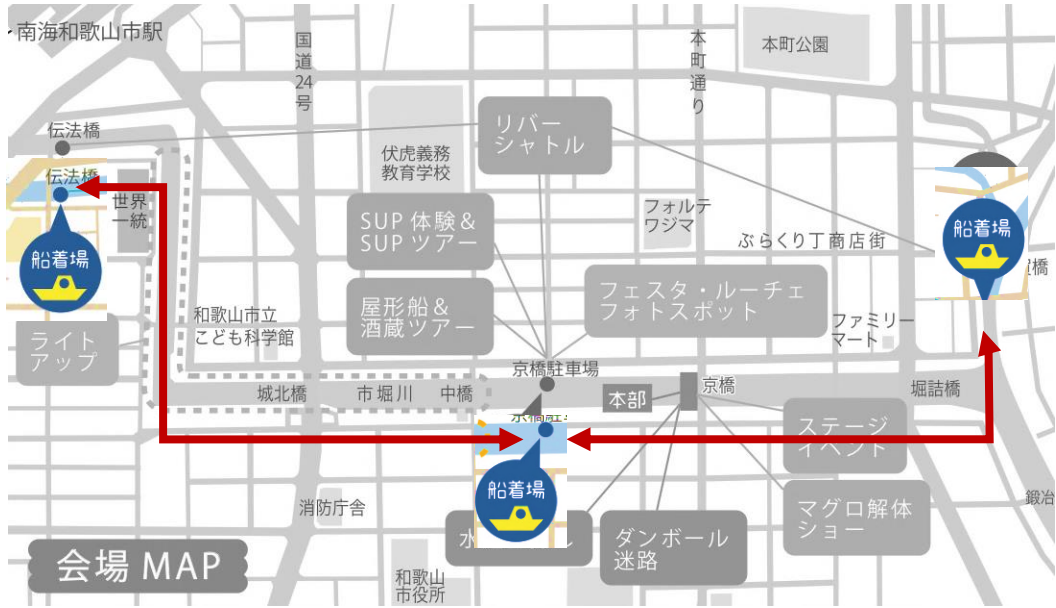 南海和歌山市駅
国道24号
本町通り
本町公園
伝法橋
リバー
シャトル
伏虎義務
教育学校
伝法橋
世界
一統
船着場
SUP 体験&
SUP ツアー
フォルテ
ワジマ
ぶらくり丁商店街
船着場
橋
ライト
アップ
和歌山市立
こども科学館
屋形船&
酒蔵ツアー
フェスタ・ルーチェ
フォトスポット
ファミリー
マート
京橋駐車場
城北橋
市堀川
中橋
本部
京橋
堀詰橋
船着場
ステージ
イベント
消防庁舎
水
ダンボール
迷路
マグロ解体
ショー
鍛冶
会場 MAP
和歌山
市役所